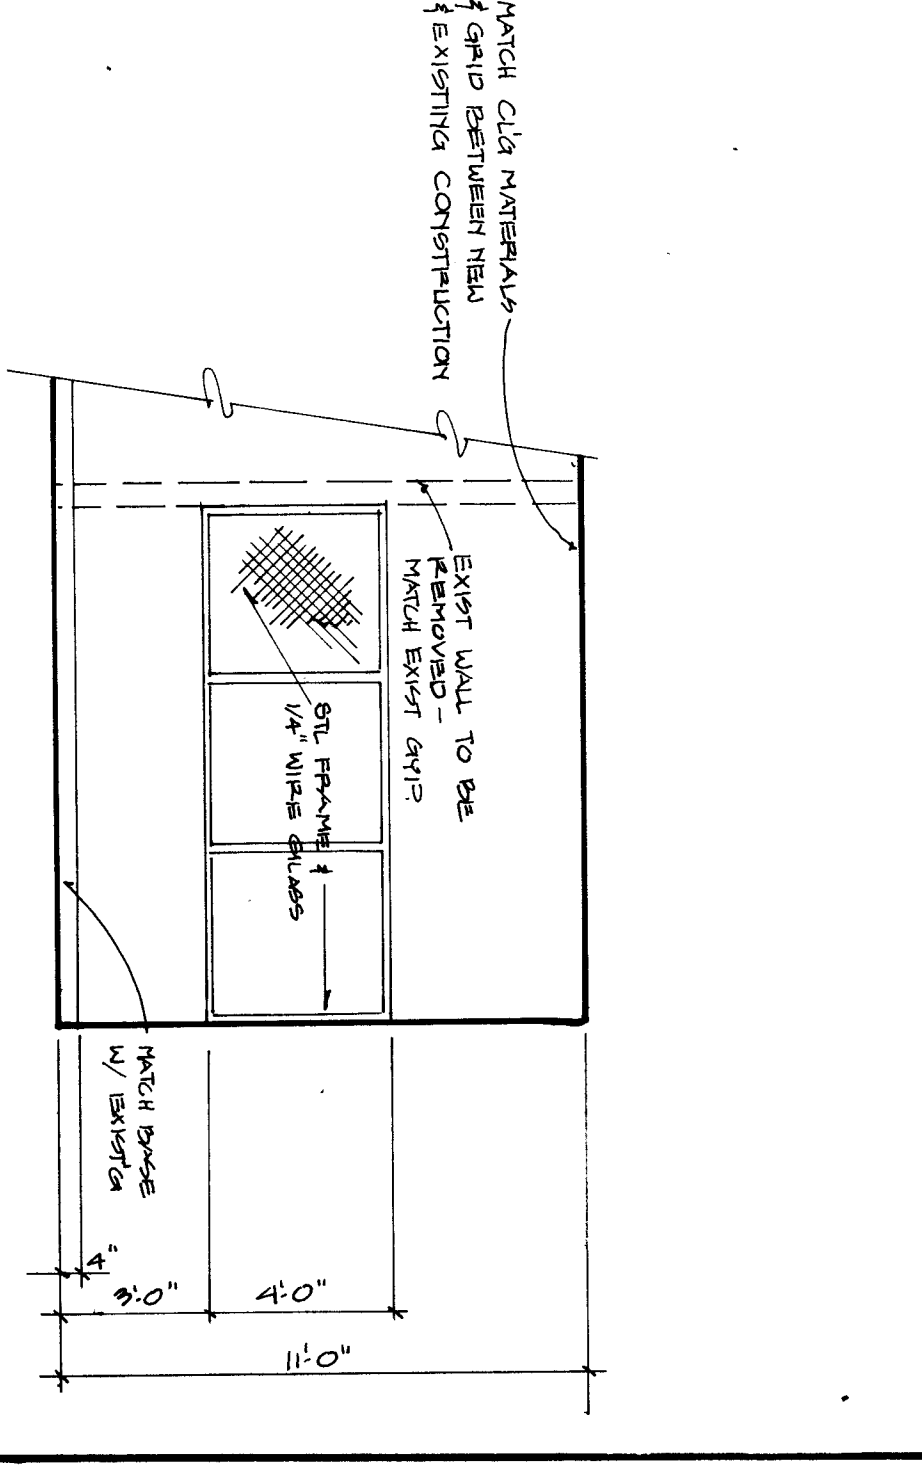 MATCH CL'G MATERIALS
& GRID BETWEEN NEW
& EXISTING CONSTRUCTION
EXIST WALL TO BE
REMOVED –
MATCH EXIST GYP.
STL FRAME &
1/4" WIRE GLASS
MATCH BASE
W/ EXIST'G
4"
3'-0"
4'-0"
11'-0"